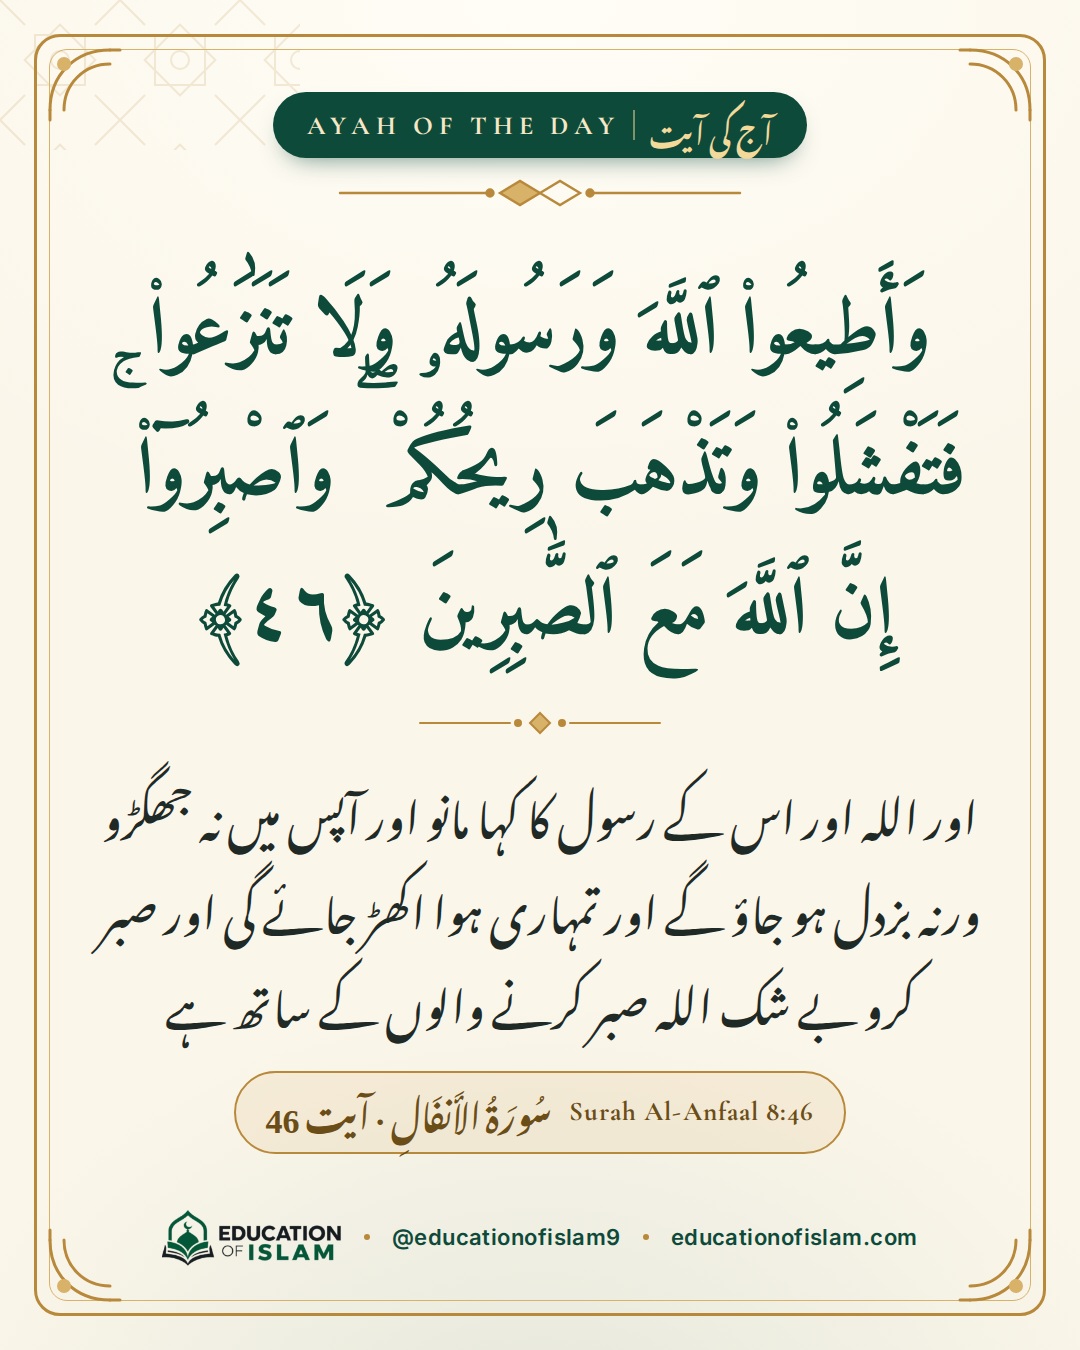 AYAH OF THE DAY | آج کی آیت
وَأَطِيعُوا۟ ٱللَّهَ وَرَسُولَهُۥ وَلَا تَنَـٰزَعُوا۟
فَتَفْشَلُوا۟ وَتَذْهَبَ رِيحُكُمْ ۖ وَٱصْبِرُوٓا۟ ۚ
إِنَّ ٱللَّهَ مَعَ ٱلصَّـٰبِرِينَ ﴿٤٦﴾
اور اللہ اور اس کے رسول کا کہا مانو اور آپس میں نہ جھگڑو
ورنہ بزدل ہو جاؤ گے اور تمہاری ہوا اکھڑ جائے گی اور صبر
کرو بے شک اللہ صبر کرنے والوں کے ساتھ ہے
سُورَةُ الأَنفَالِ · آیت 46 Surah Al-Anfaal 8:46
EDUCATION OF ISLAM • @educationofislam9 • educationofislam.com